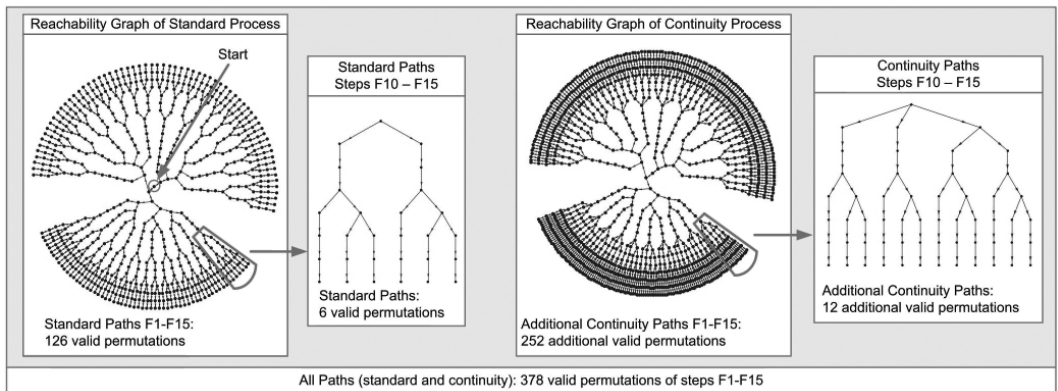 Reachability Graph of Standard Process
Start
Standard Paths F1-F15:
126 valid permutations
Standard Paths
Steps F10 – F15
Standard Paths:
6 valid permutations
Reachability Graph of Continuity Process
Additional Continuity Paths F1-F15:
252 additional valid permutations
Continuity Paths
Steps F10 – F15
Additional Continuity Paths:
12 additional valid permutations
All Paths (standard and continuity): 378 valid permutations of steps F1-F15